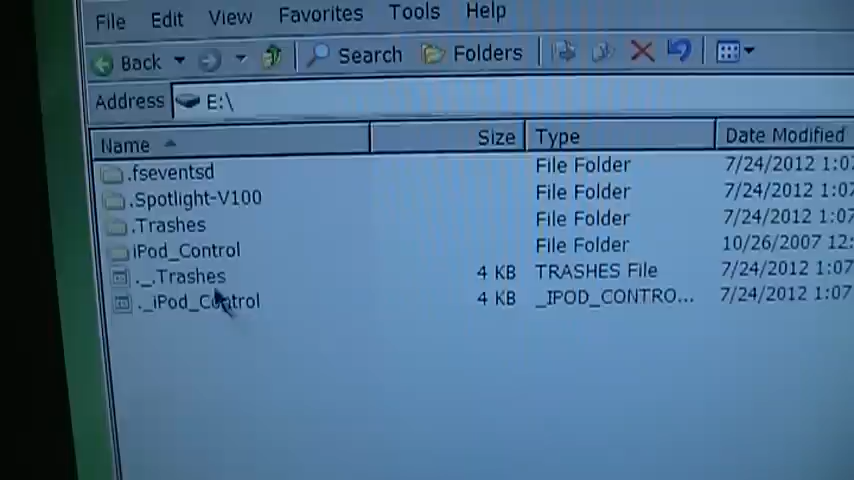 File Edit View Favorites Tools Help
Back Search Folders
Address E:\
Name Size Type Date Modified
.fseventsd File Folder 7/24/2012 1:07
.Spotlight-V100 File Folder 7/24/2012 1:07
.Trashes File Folder 7/24/2012 1:07
iPod_Control File Folder 10/26/2007 12:
._.Trashes 4 KB TRASHES File 7/24/2012 1:07
._iPod_Control 4 KB _IPOD_CONTRO... 7/24/2012 1:07